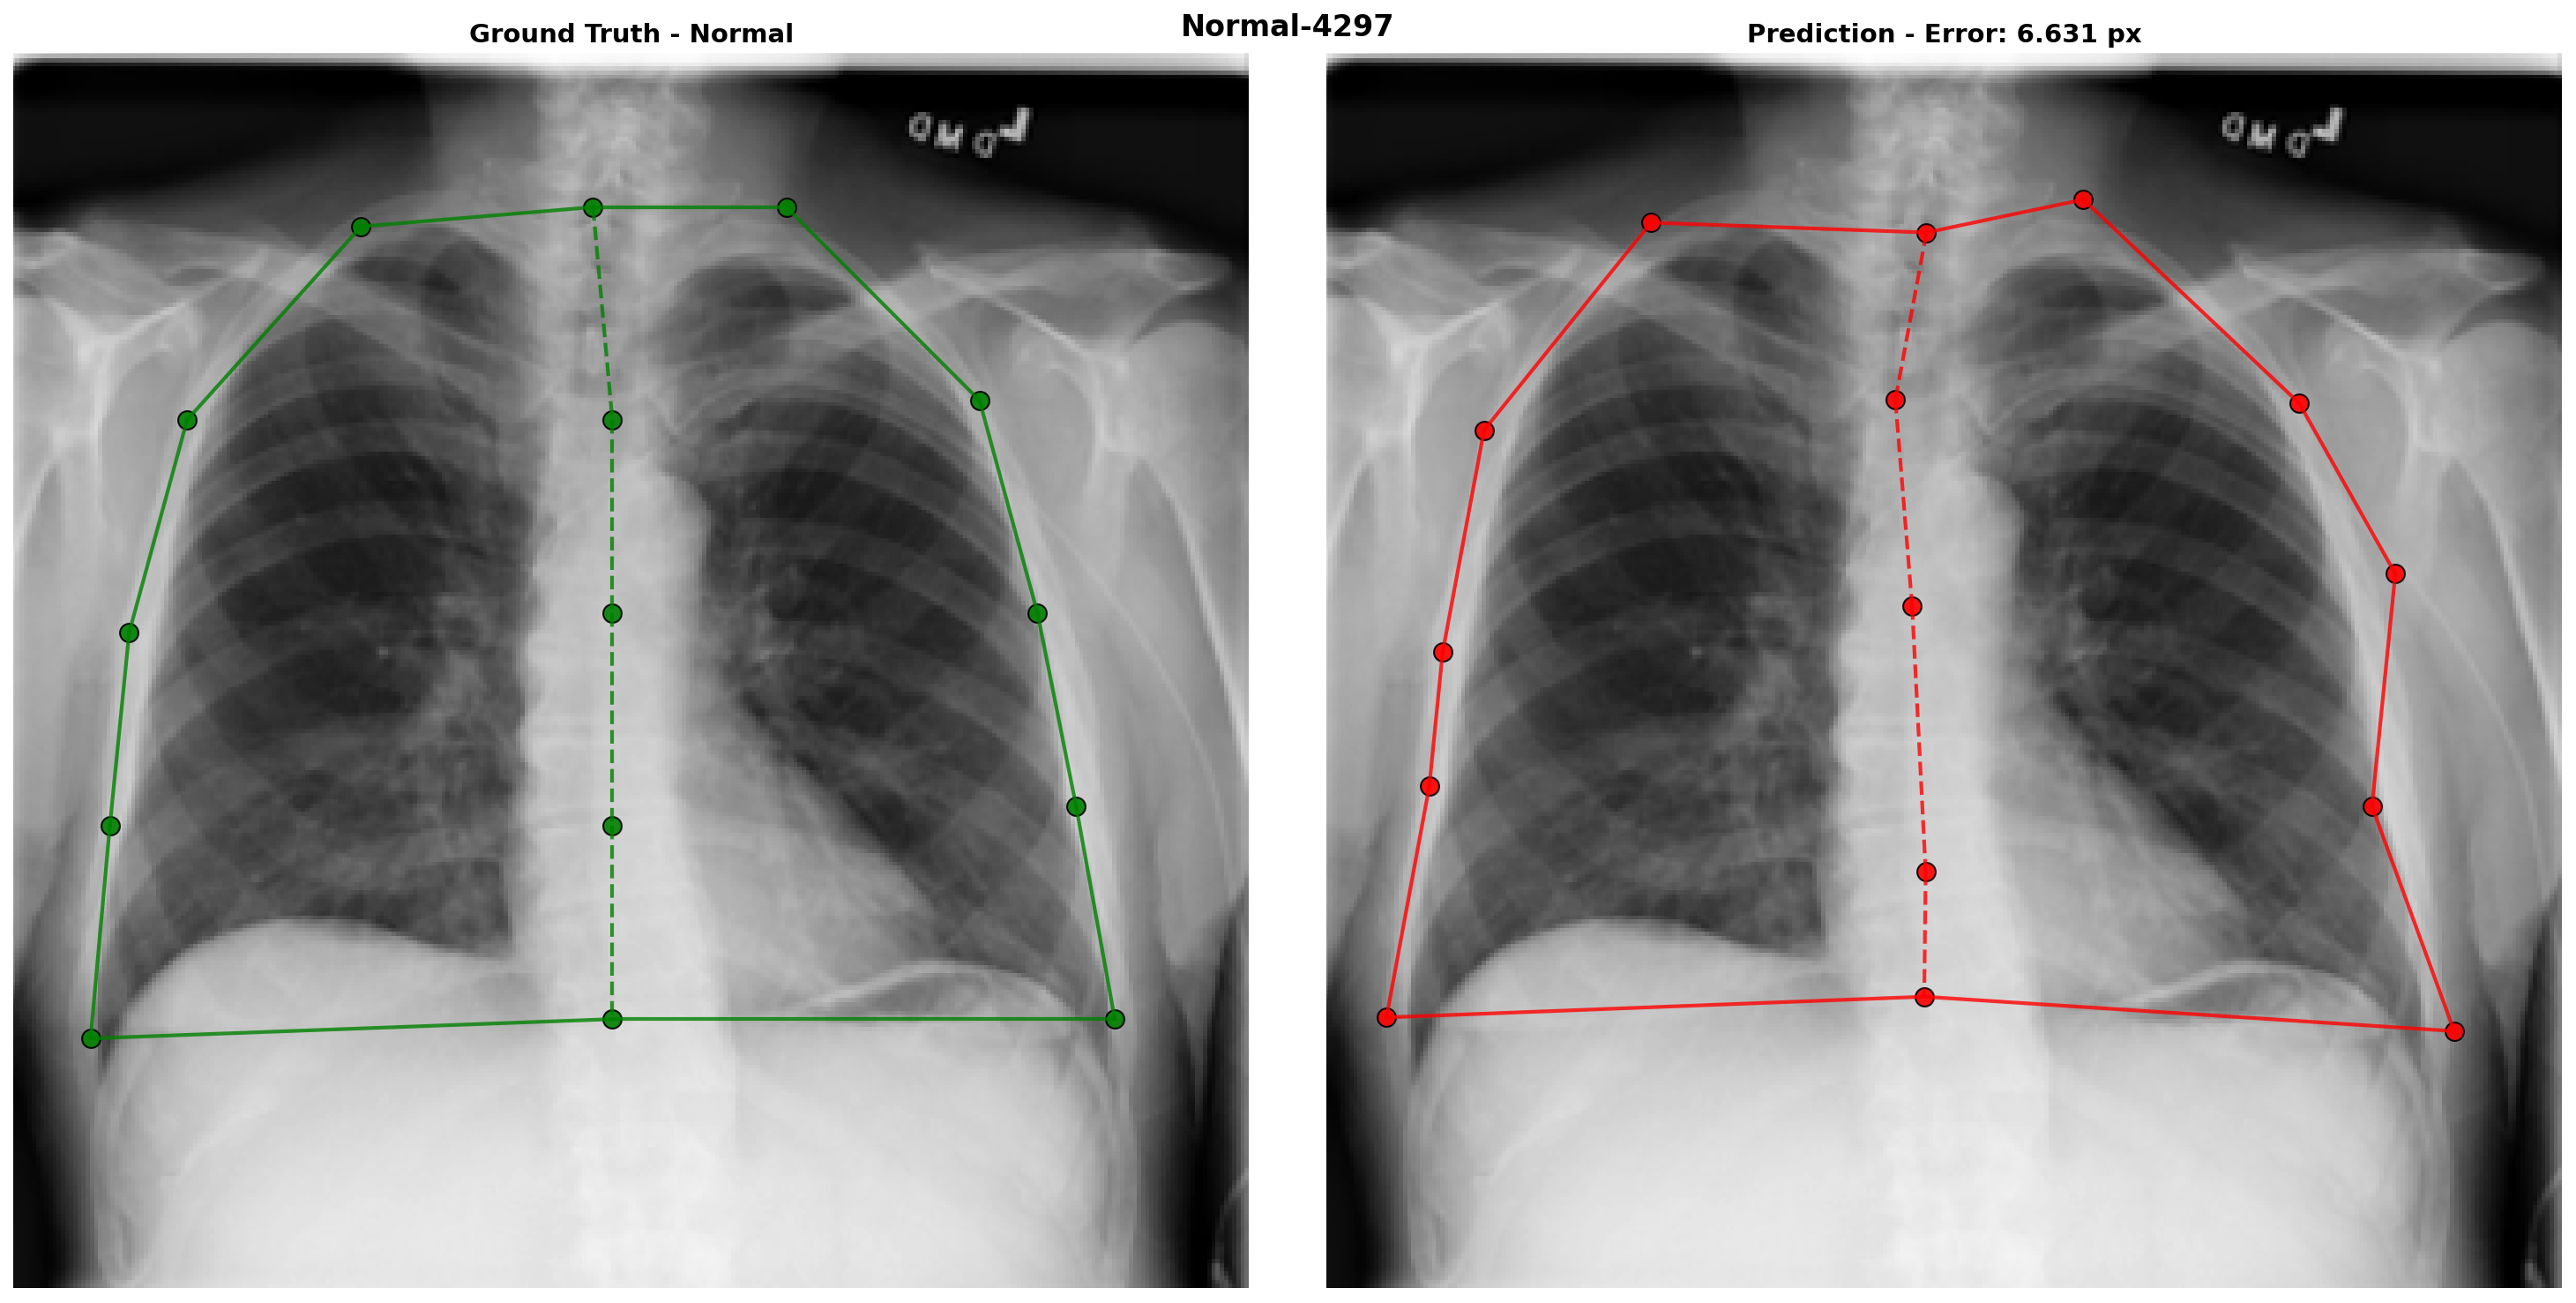 Normal-4297
Ground Truth - Normal
Prediction - Error: 6.631 px
L
L